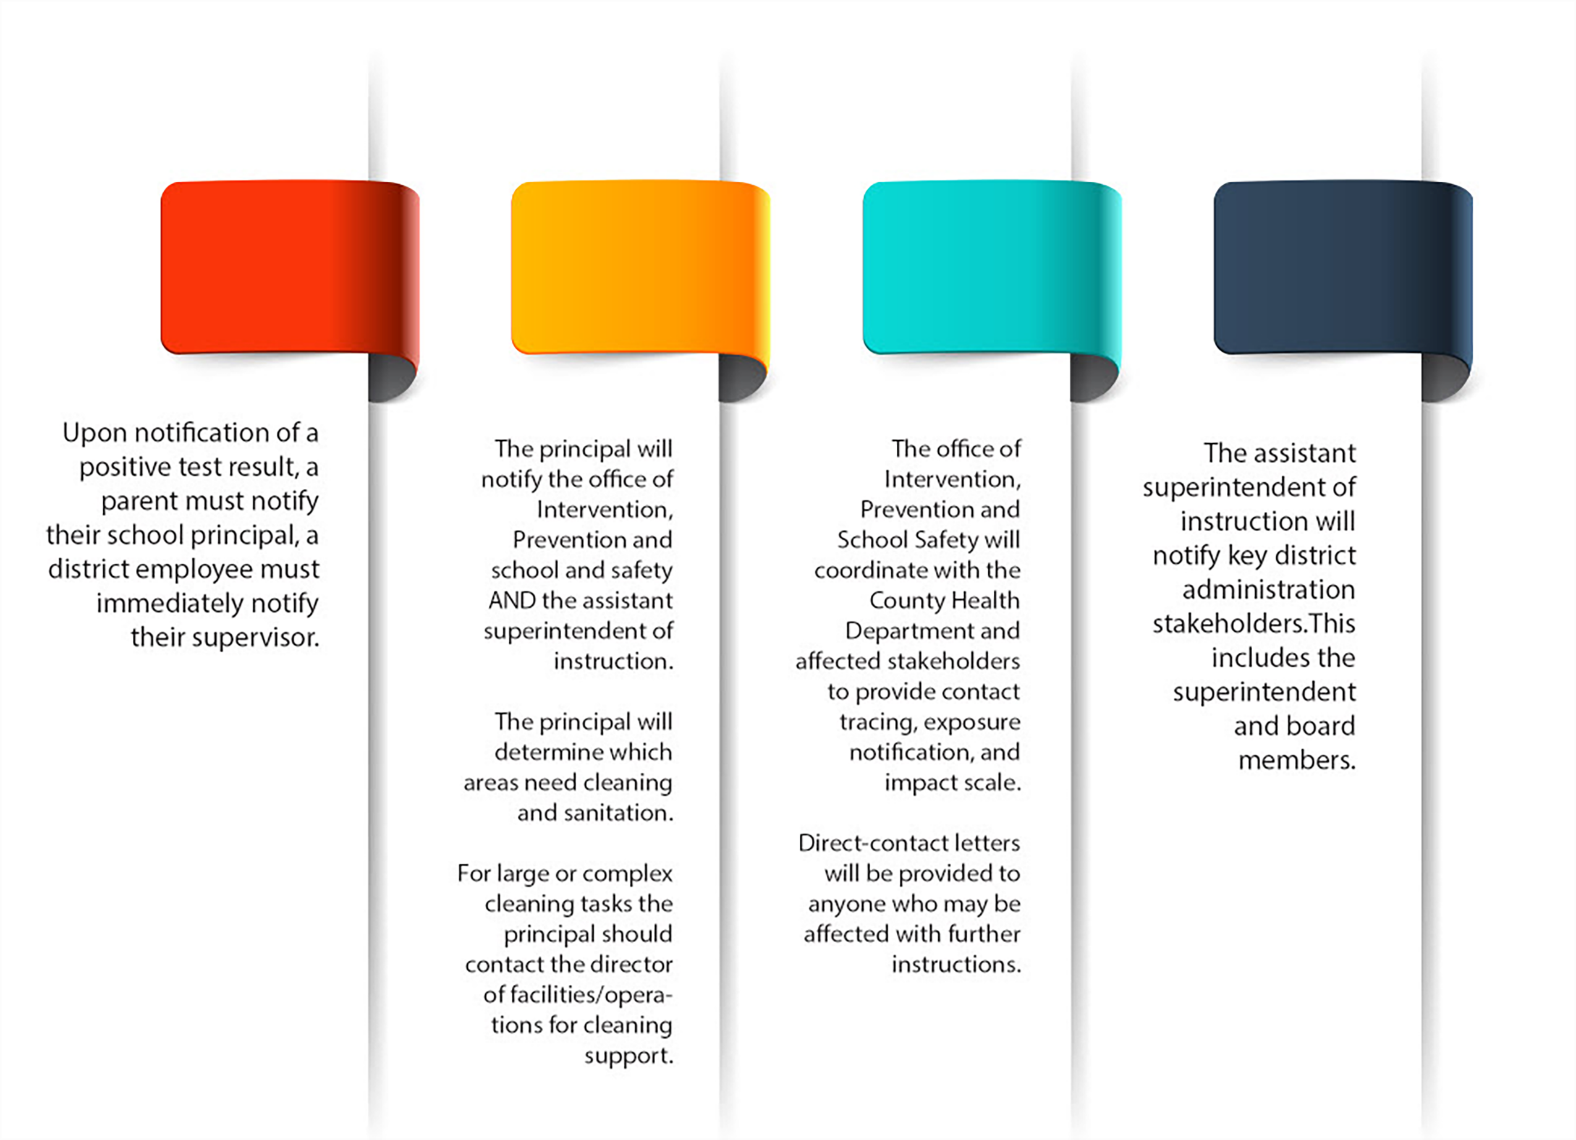 Upon notification of a
positive test result, a
parent must notify
their school principal, a
district employee must
immediately notify
their supervisor.
The principal will
notify the office of
Intervention,
Prevention and
school and safety
AND the assistant
superintendent of
instruction.
The principal will
determine which
areas need cleaning
and sanitation.
For large or complex
cleaning tasks the
principal should
contact the director
of facilities/opera-
tions for cleaning
support.
The office of
Intervention,
Prevention and
School Safety will
coordinate with the
County Health
Department and
affected stakeholders
to provide contact
tracing, exposure
notification, and
impact scale.
Direct-contact letters
will be provided to
anyone who may be
affected with further
instructions.
The assistant
superintendent of
instruction will
notify key district
administration
stakeholders.This
includes the
superintendent
and board
members.